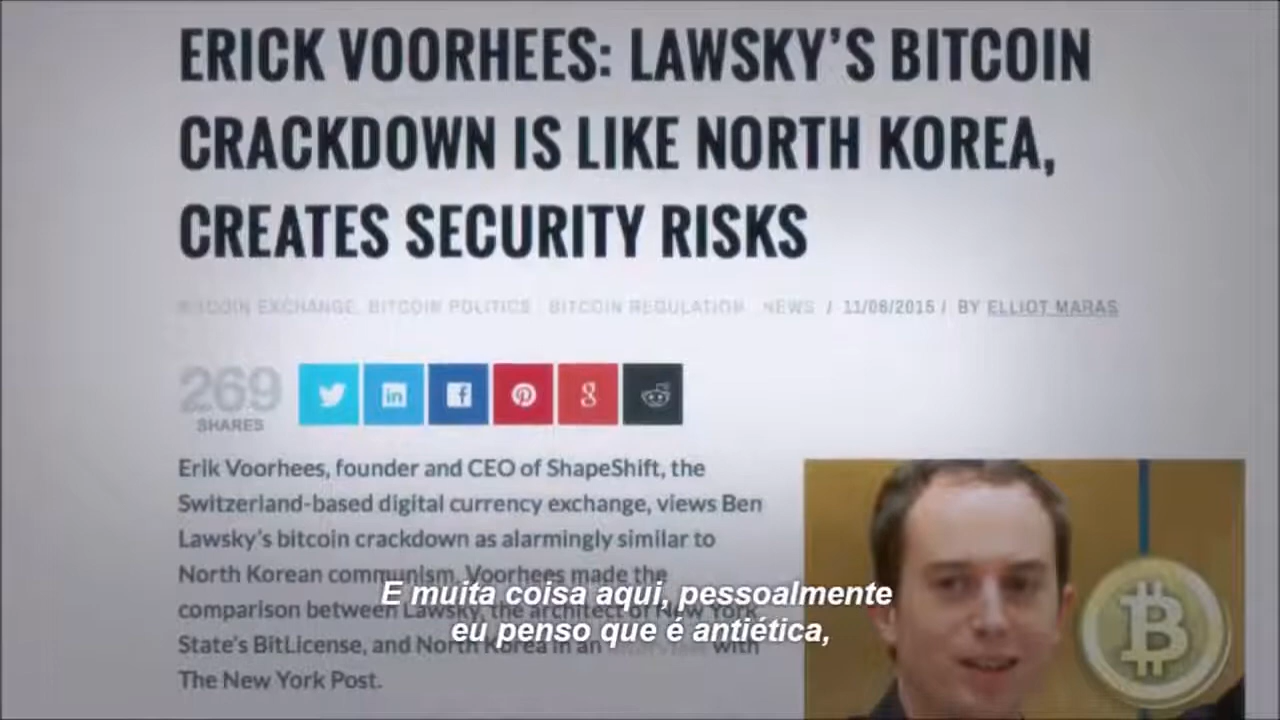 ERICK VOORHEES: LAWSKY'S BITCOIN
CRACKDOWN IS LIKE NORTH KOREA,
CREATES SECURITY RISKS
BITCOIN EXCHANGE, BITCOIN POLITICS, BITCOIN REGULATION, NEWS / 11/06/2015 / BY ELLIOT MARAS
269
SHARES
Erik Voorhees, founder and CEO of ShapeShift, the
Switzerland-based digital currency exchange, views Ben
Lawsky's bitcoin crackdown as alarmingly similar to
North Korean communism. Voorhees made the
comparison between Lawsky, the architect of New York
State's BitLicense, and North Korea in an interview with
The New York Post.
E muita coisa aqui, pessoalmente
eu penso que é antiética,